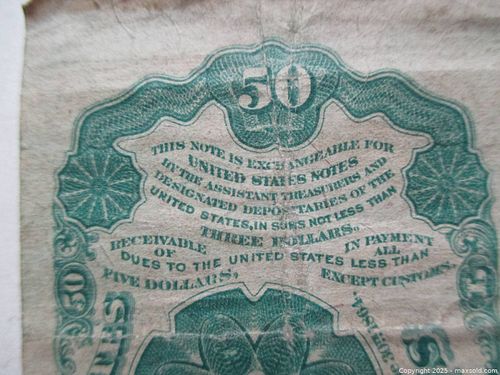 50
THIS NOTE IS EXCHANGEABLE FOR
UNITED STATES NOTES
BY THE ASSISTANT TREASURERS AND
DESIGNATED DEPOSITARIES OF THE
UNITED STATES, IN SUMS NOT LESS THAN
THREE DOLLARS.
RECEIVABLE IN PAYMENT
OF ALL
DUES TO THE UNITED STATES LESS THAN
FIVE DOLLARS, EXCEPT CUSTOMS.
50
Copyright 2025 - maxsold.com